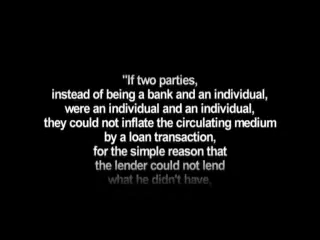 "If two parties,
instead of being a bank and an individual,
were an individual and an individual,
they could not inflate the circulating medium
by a loan transaction,
for the simple reason that
the lender could not lend
what he didn't have,